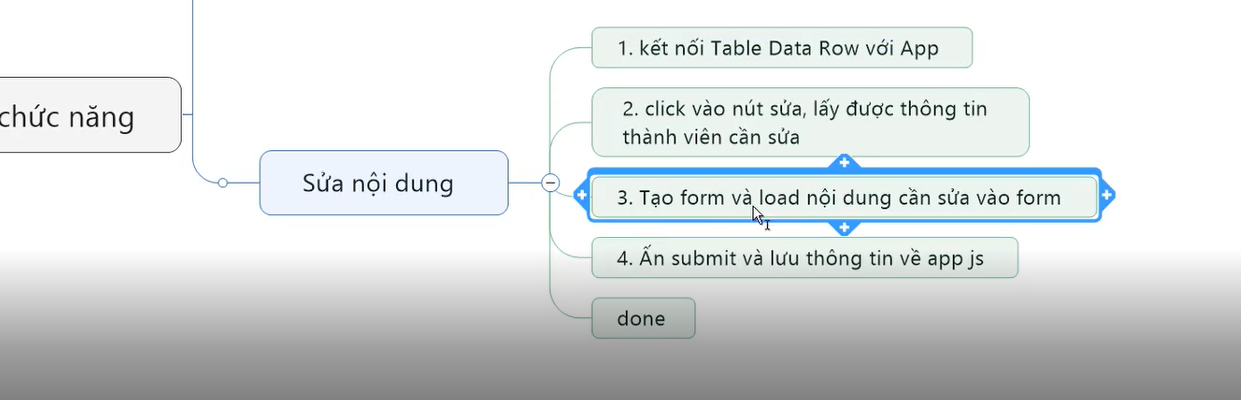 chức năng
Sửa nội dung
1. kết nối Table Data Row với App
2. click vào nút sửa, lấy được thông tin
thành viên cần sửa
3. Tạo form và load nội dung cần sửa vào form
4. Ấn submit và lưu thông tin về app js
done